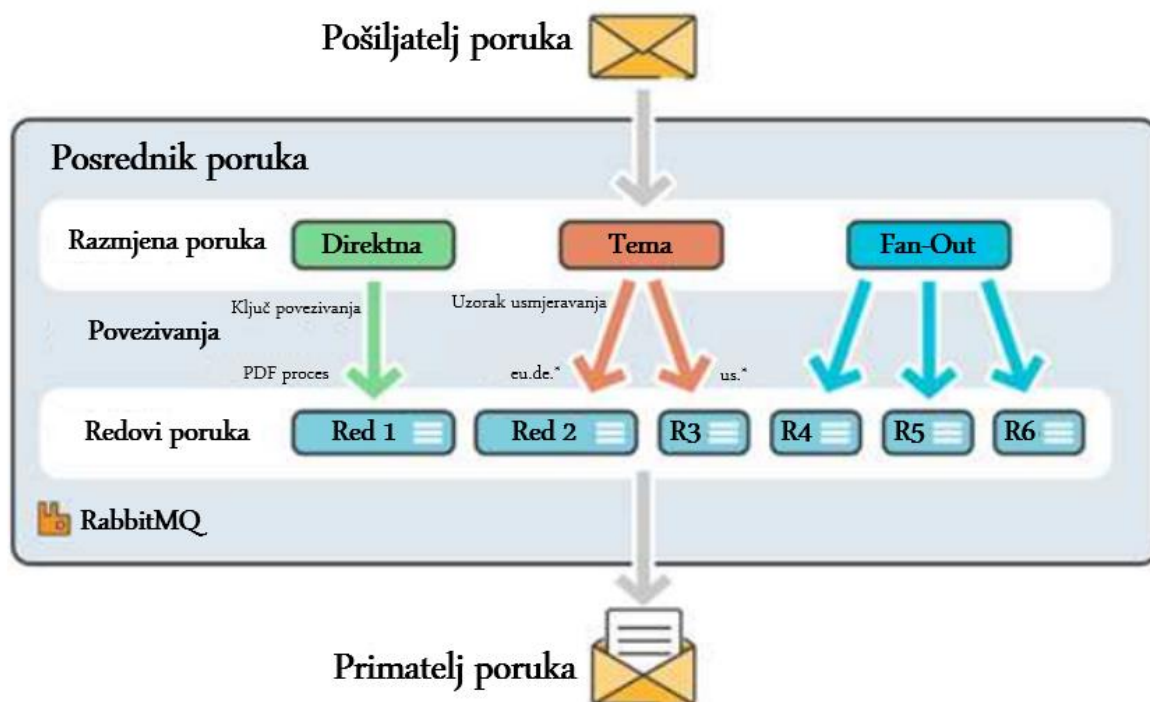 Pošiljatelj poruka
Posrednik poruka
Razmjena poruka
Direktna
Tema
Fan-Out
Ključ povezivanja
Uzorak usmjeravanja
Povezivanja
PDF proces
eu.de.*
us.*
Redovi poruka
Red 1
Red 2
R3
R4
R5
R6
RabbitMQ
Primatelj poruka